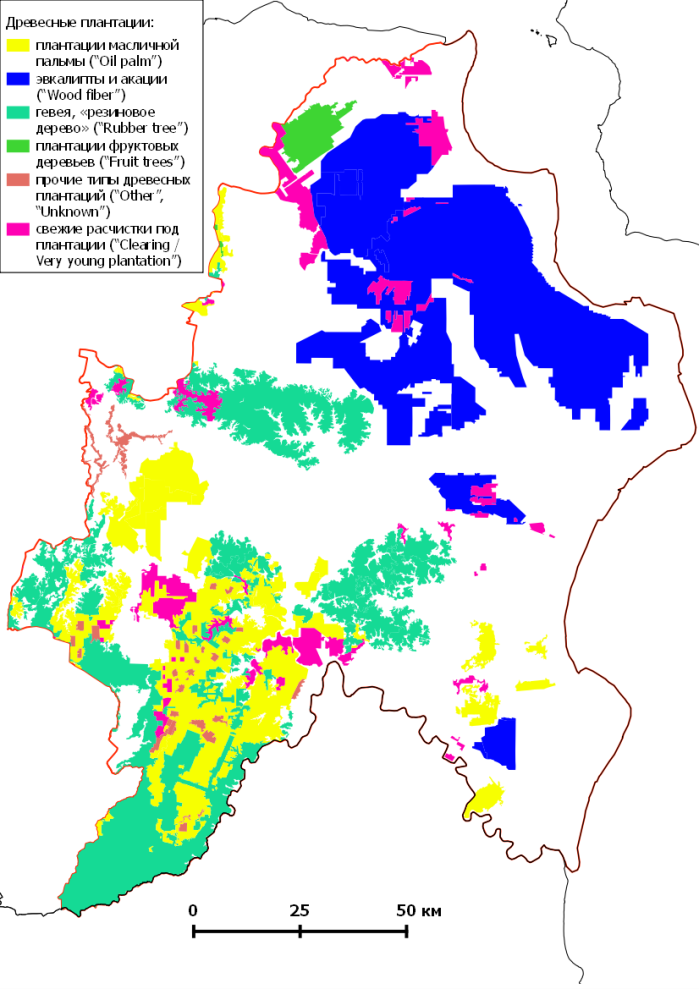 Древесные плантации:
плантации масличной
пальмы ("Oil palm")
эвкалипты и акации
("Wood fiber")
гевея, «резиновое
дерево» ("Rubber tree")
плантации фруктовых
деревьев ("Fruit trees")
прочие типы древесных
плантаций ("Other",
"Unknown")
свежие расчистки под
плантации ("Clearing /
Very young plantation")
0 25 50 км